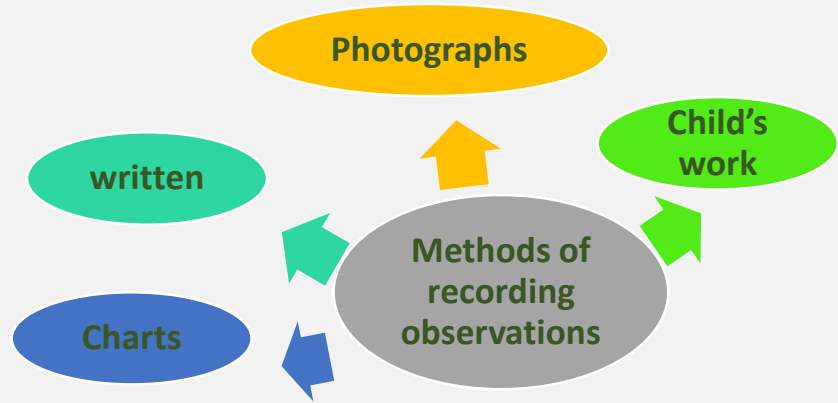 Photographs
Child's
work
written
Methods of
recording
observations
Charts